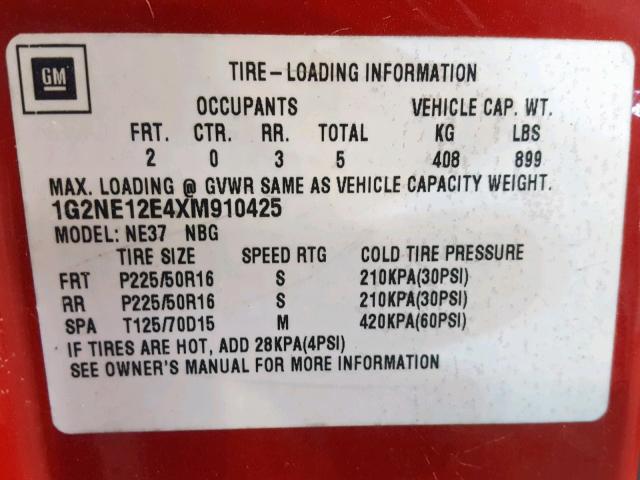 GM
TIRE-LOADING INFORMATION
OCCUPANTS VEHICLE CAP. WT.
FRT. CTR. RR. TOTAL KG LBS
2 0 3 5 408 899
MAX. LOADING @ GVWR SAME AS VEHICLE CAPACITY WEIGHT.
1G2NE12E4XM910425
MODEL: NE37 NBG
TIRE SIZE SPEED RTG COLD TIRE PRESSURE
FRT P225/50R16 S 210KPA(30PSI)
RR P225/50R16 S 210KPA(30PSI)
SPA T125/70D15 M 420KPA(60PSI)
IF TIRES ARE HOT, ADD 28KPA(4PSI)
SEE OWNER'S MANUAL FOR MORE INFORMATION